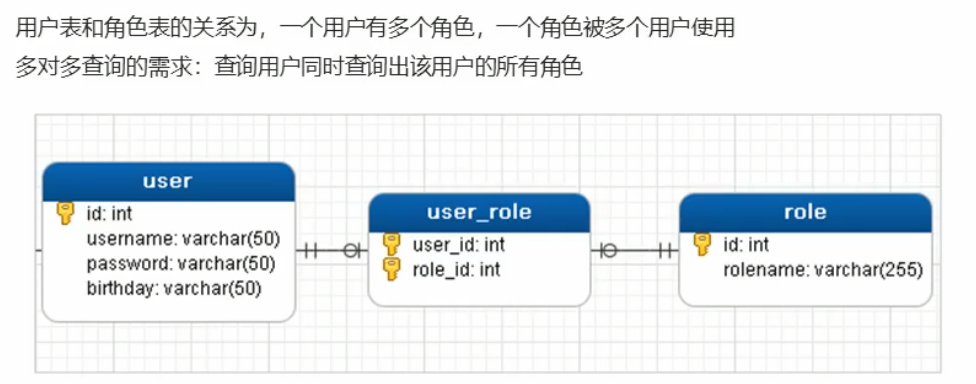 用户表和角色表的关系为，一个用户有多个角色，一个角色被多个用户使用
多对多查询的需求：查询用户同时查询出该用户的所有角色
user
id: int
username: varchar(50)
password: varchar(50)
birthday: varchar(50)
user_role
user_id: int
role_id: int
role
id: int
rolename: varchar(255)